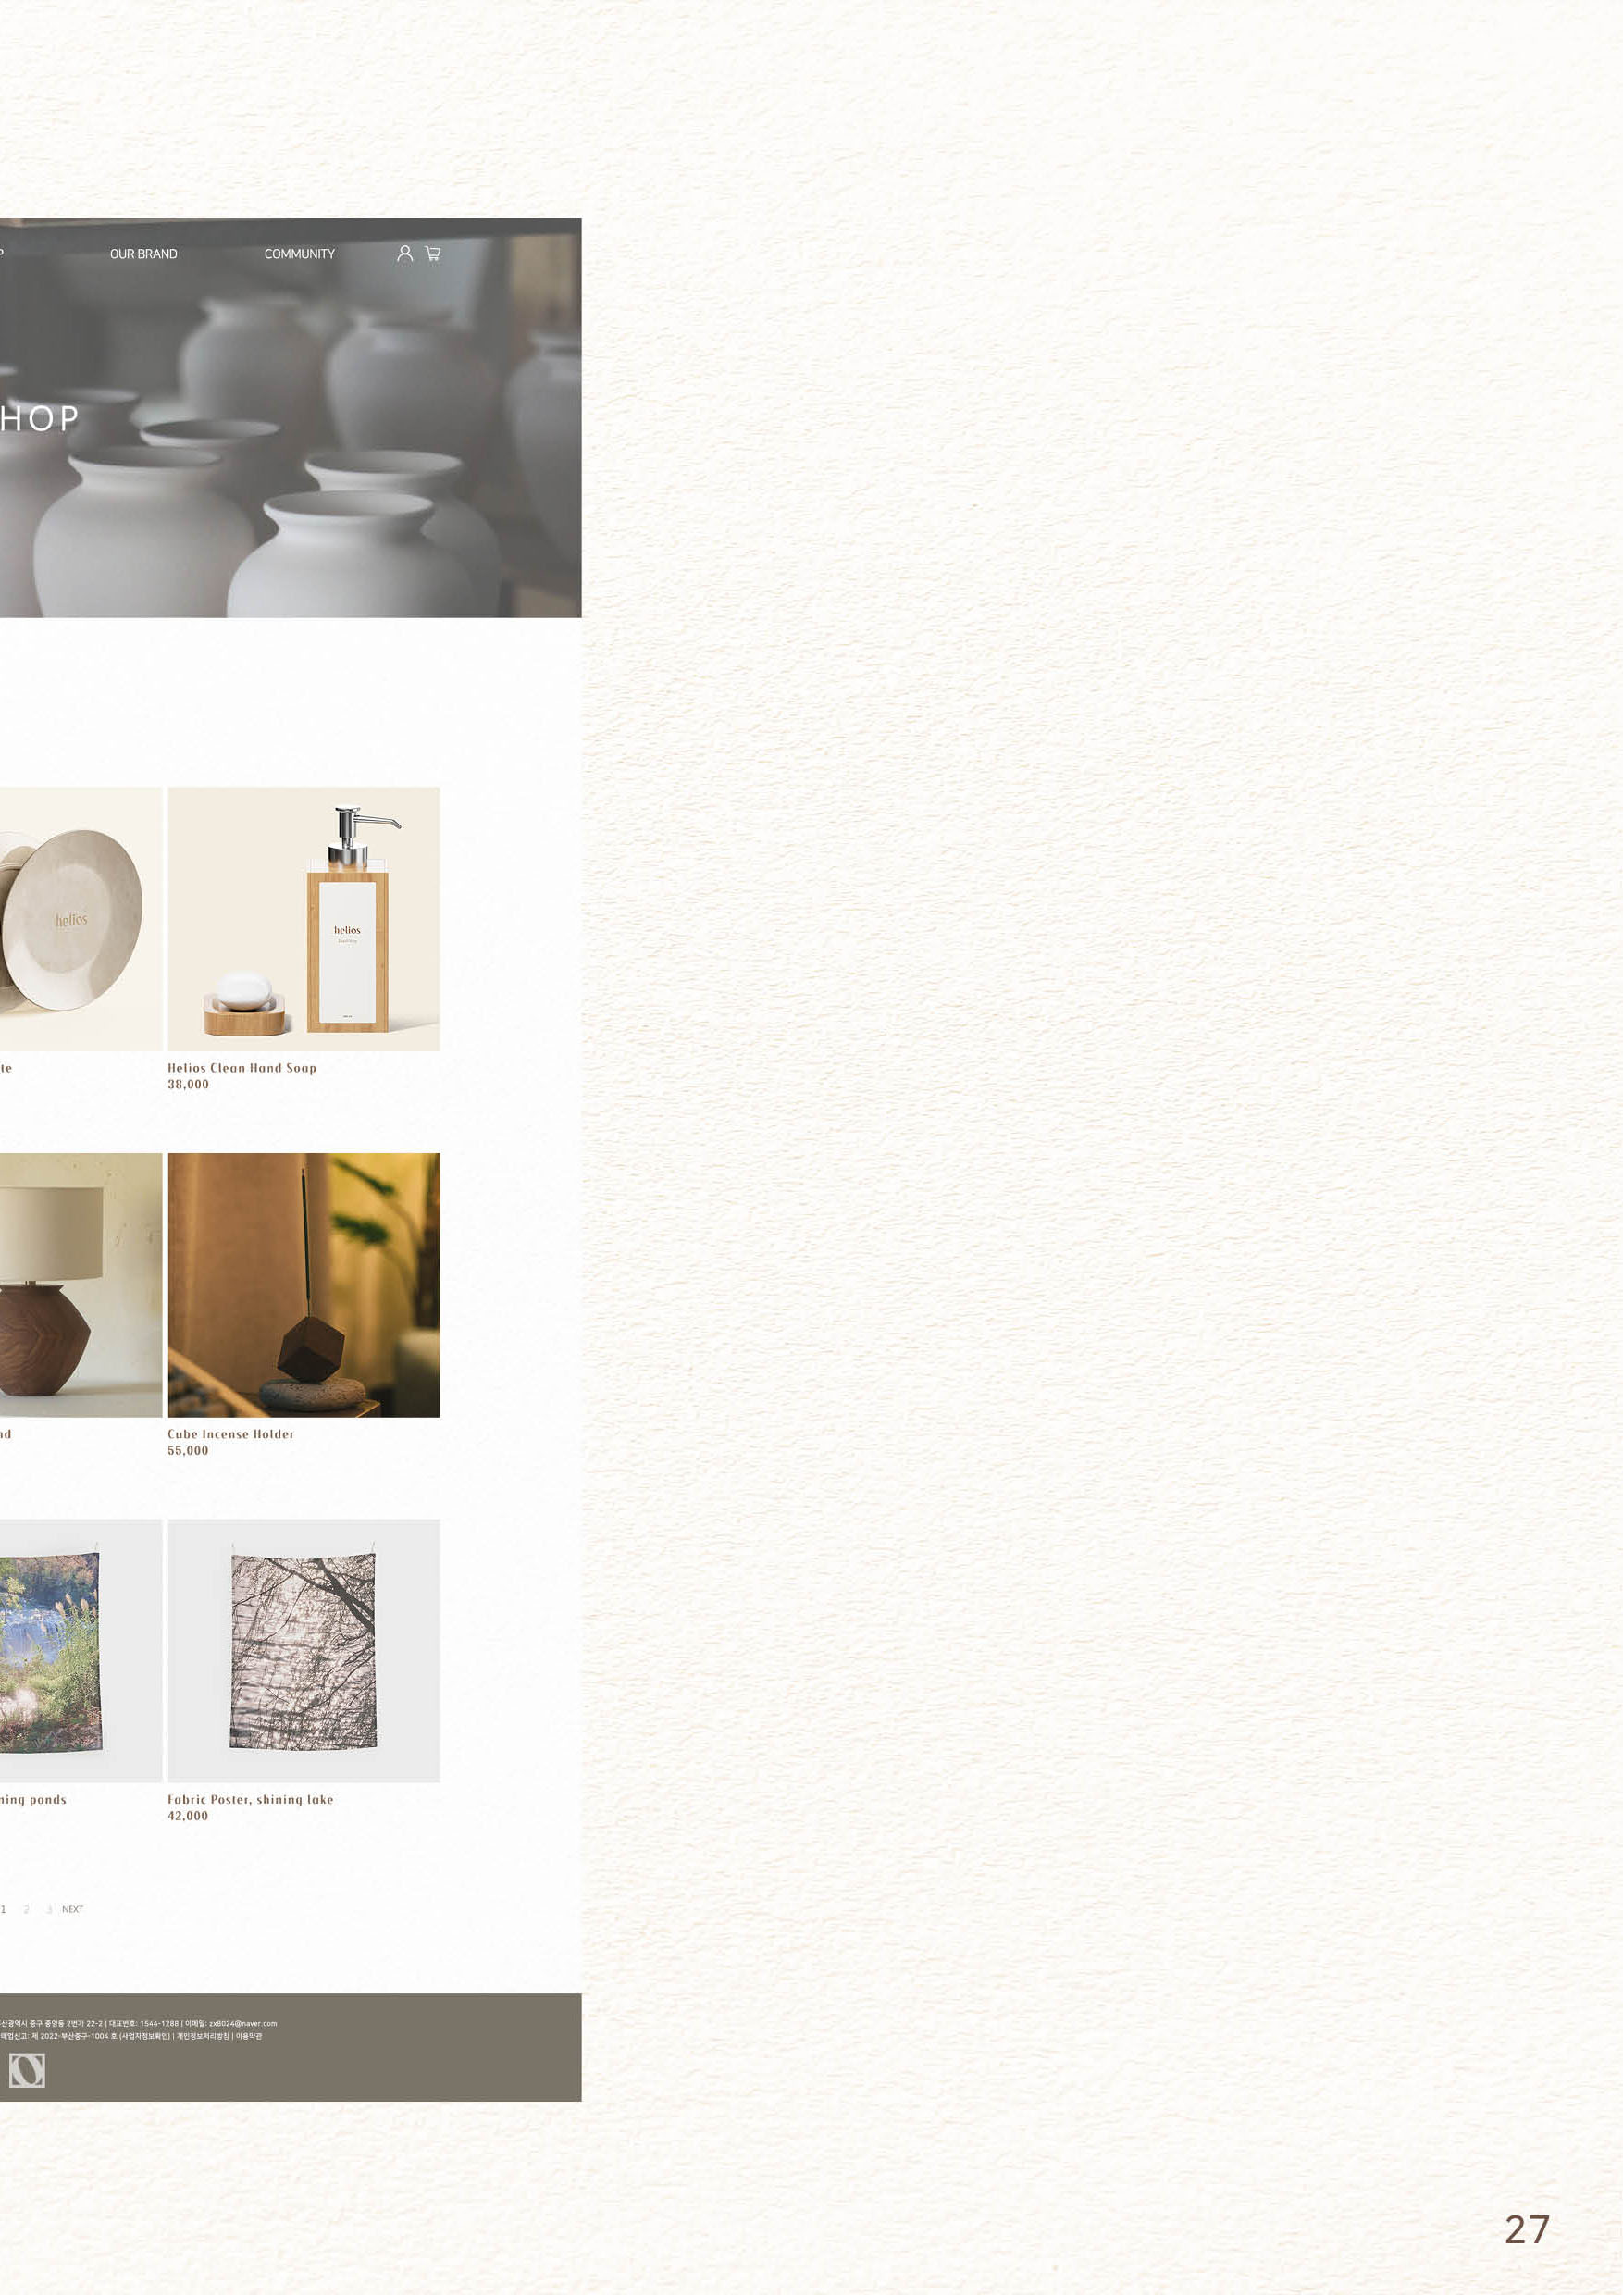 P OUR BRAND COMMUNITY
HOP
helios
helios
te
Helios Clean Hand Soap
38,000
nd
Cube Incense Holder
55,000
ning ponds
Fabric Poster, shining lake
42,000
1 2 3 NEXT
산광역시 중구 중앙동 2번가 22-2 | 대표번호: 1544-1288 | 이메일: zx8024@naver.com
매업신고: 제 2022-부산중구-1004 호 (사업자정보확인) | 개인정보처리방침 | 이용약관
27